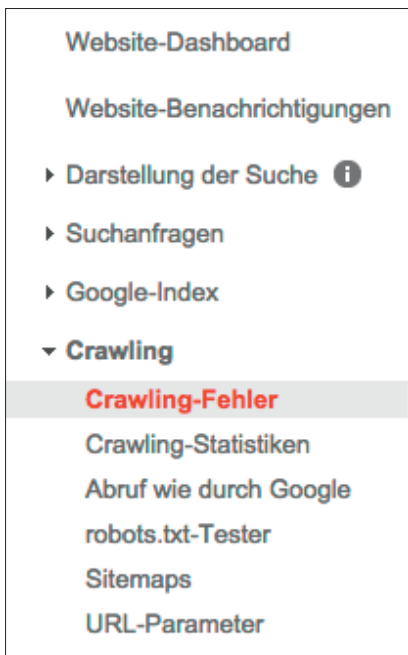 Website-Dashboard
Website-Benachrichtigungen
Darstellung der Suche
Suchanfragen
Google-Index
Crawling
Crawling-Fehler
Crawling-Statistiken
Abruf wie durch Google
robots.txt-Tester
Sitemaps
URL-Parameter